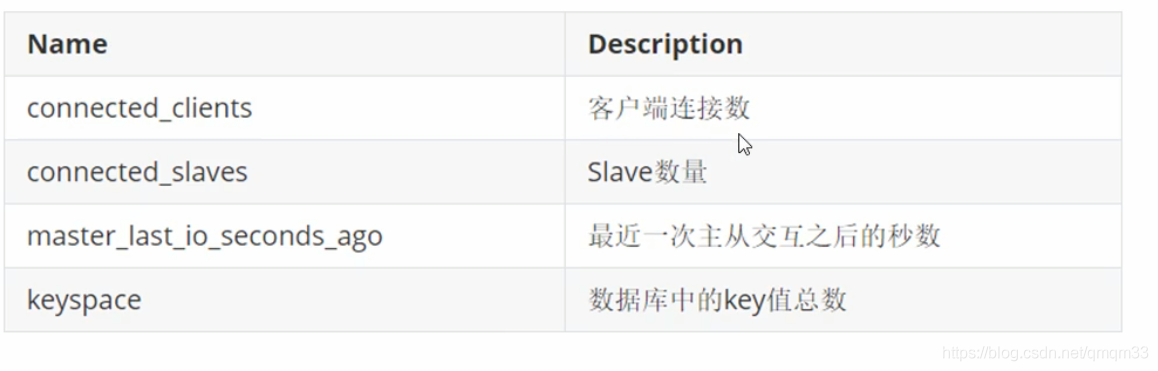 Name Description
connected_clients 客户端连接数
connected_slaves Slave数量
master_last_io_seconds_ago 最近一次主从交互之后的秒数
keyspace 数据库中的key值总数
https://blog.csdn.net/qmqm33